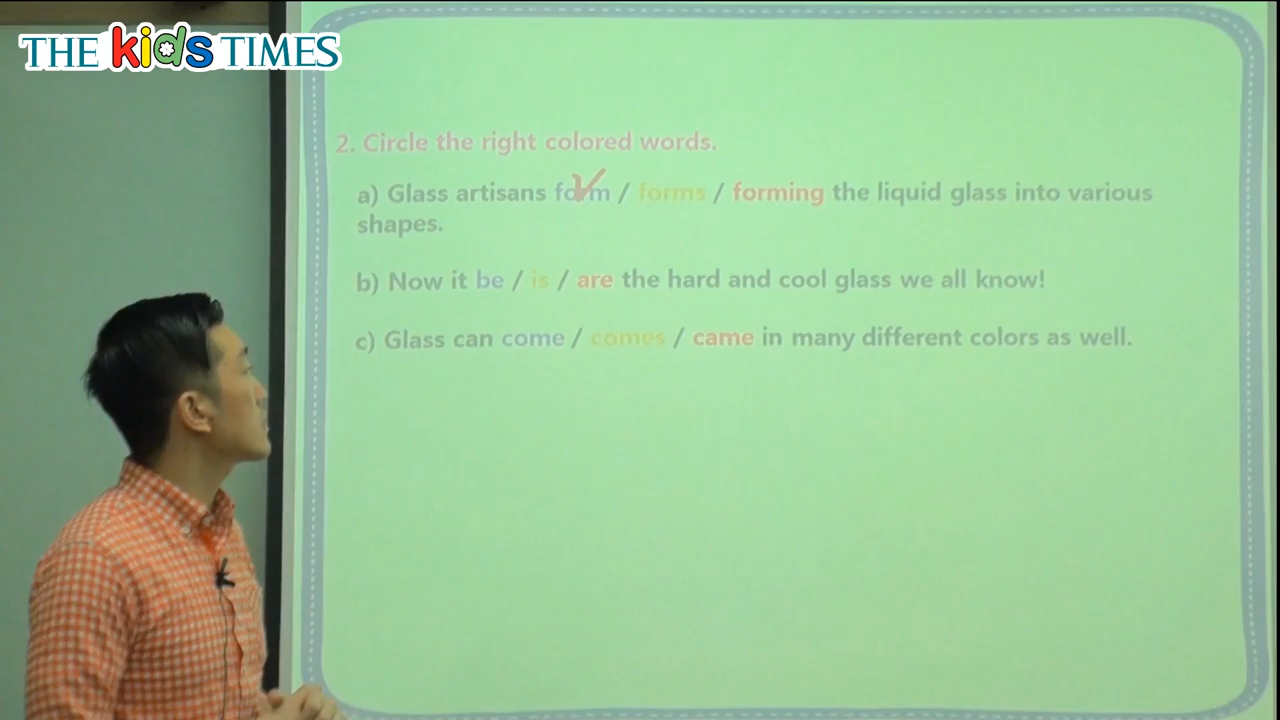 THE kids TIMES
2. Circle the right colored words.
a) Glass artisans form / forms / forming the liquid glass into various
shapes.
b) Now it be / is / are the hard and cool glass we all know!
c) Glass can come / comes / came in many different colors as well.